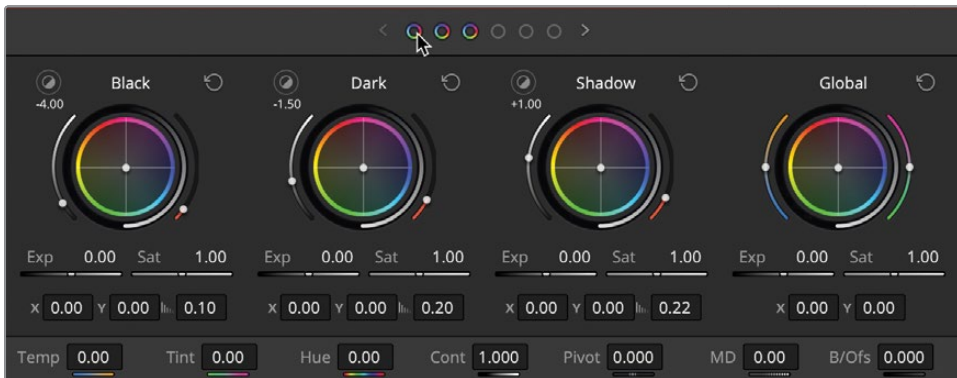 Black Dark Shadow Global
-4.00 -1.50 +1.00
Exp 0.00 Sat 1.00 Exp 0.00 Sat 1.00 Exp 0.00 Sat 1.00 Exp 0.00 Sat 1.00
X 0.00 Y 0.00 0.10 X 0.00 Y 0.00 0.20 X 0.00 Y 0.00 0.22 X 0.00 Y 0.00
Temp 0.00 Tint 0.00 Hue 0.00 Cont 1.000 Pivot 0.000 MD 0.00 B/Ofs 0.000